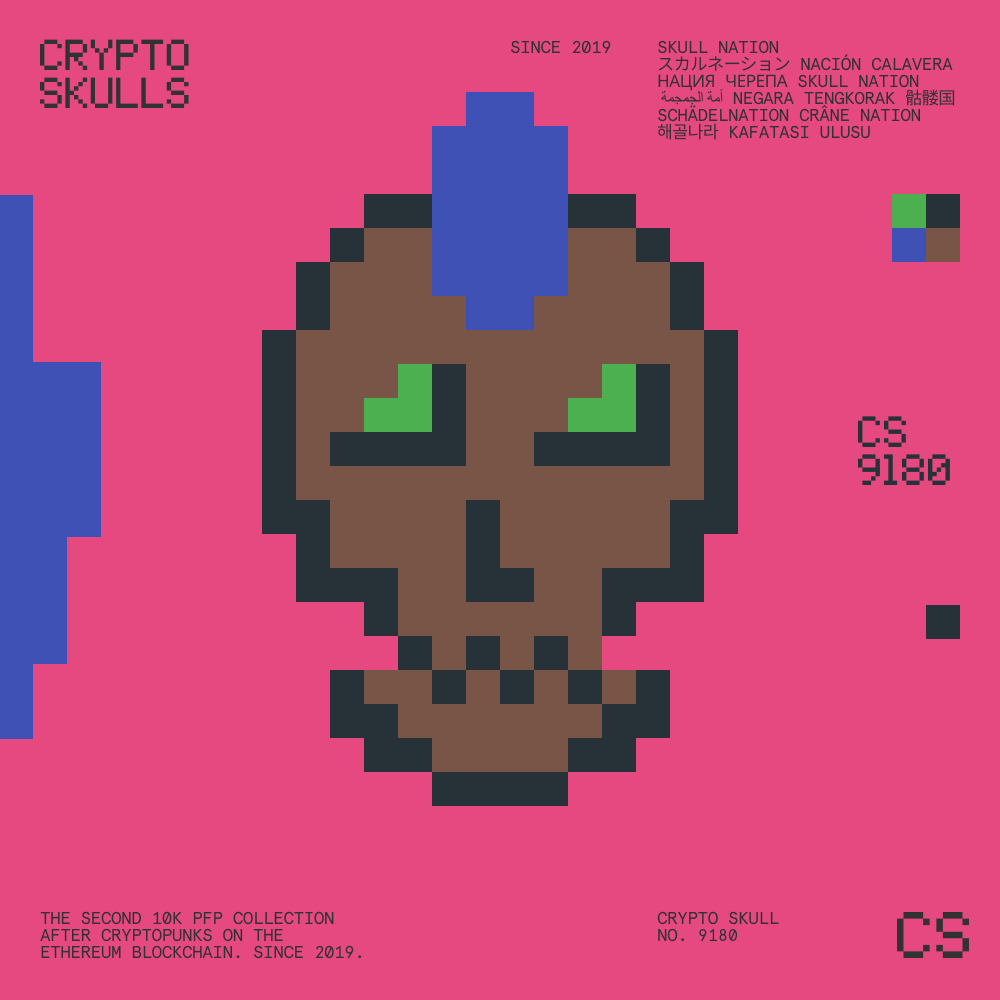 CRYPTO
SKULLS
SINCE 2019
SKULL NATION
スカルネーション NACIÓN CALAVERA
НАЦИЯ ЧЕРЕПА SKULL NATION
أمة الجمجمة NEGARA TENGKORAK 骷髅国
SCHÄDELNATION CRÂNE NATION
해골나라 KAFATASI ULUSU
CS
9180
THE SECOND 10K PFP COLLECTION
AFTER CRYPTOPUNKS ON THE
ETHEREUM BLOCKCHAIN. SINCE 2019.
CRYPTO SKULL
NO. 9180
CS